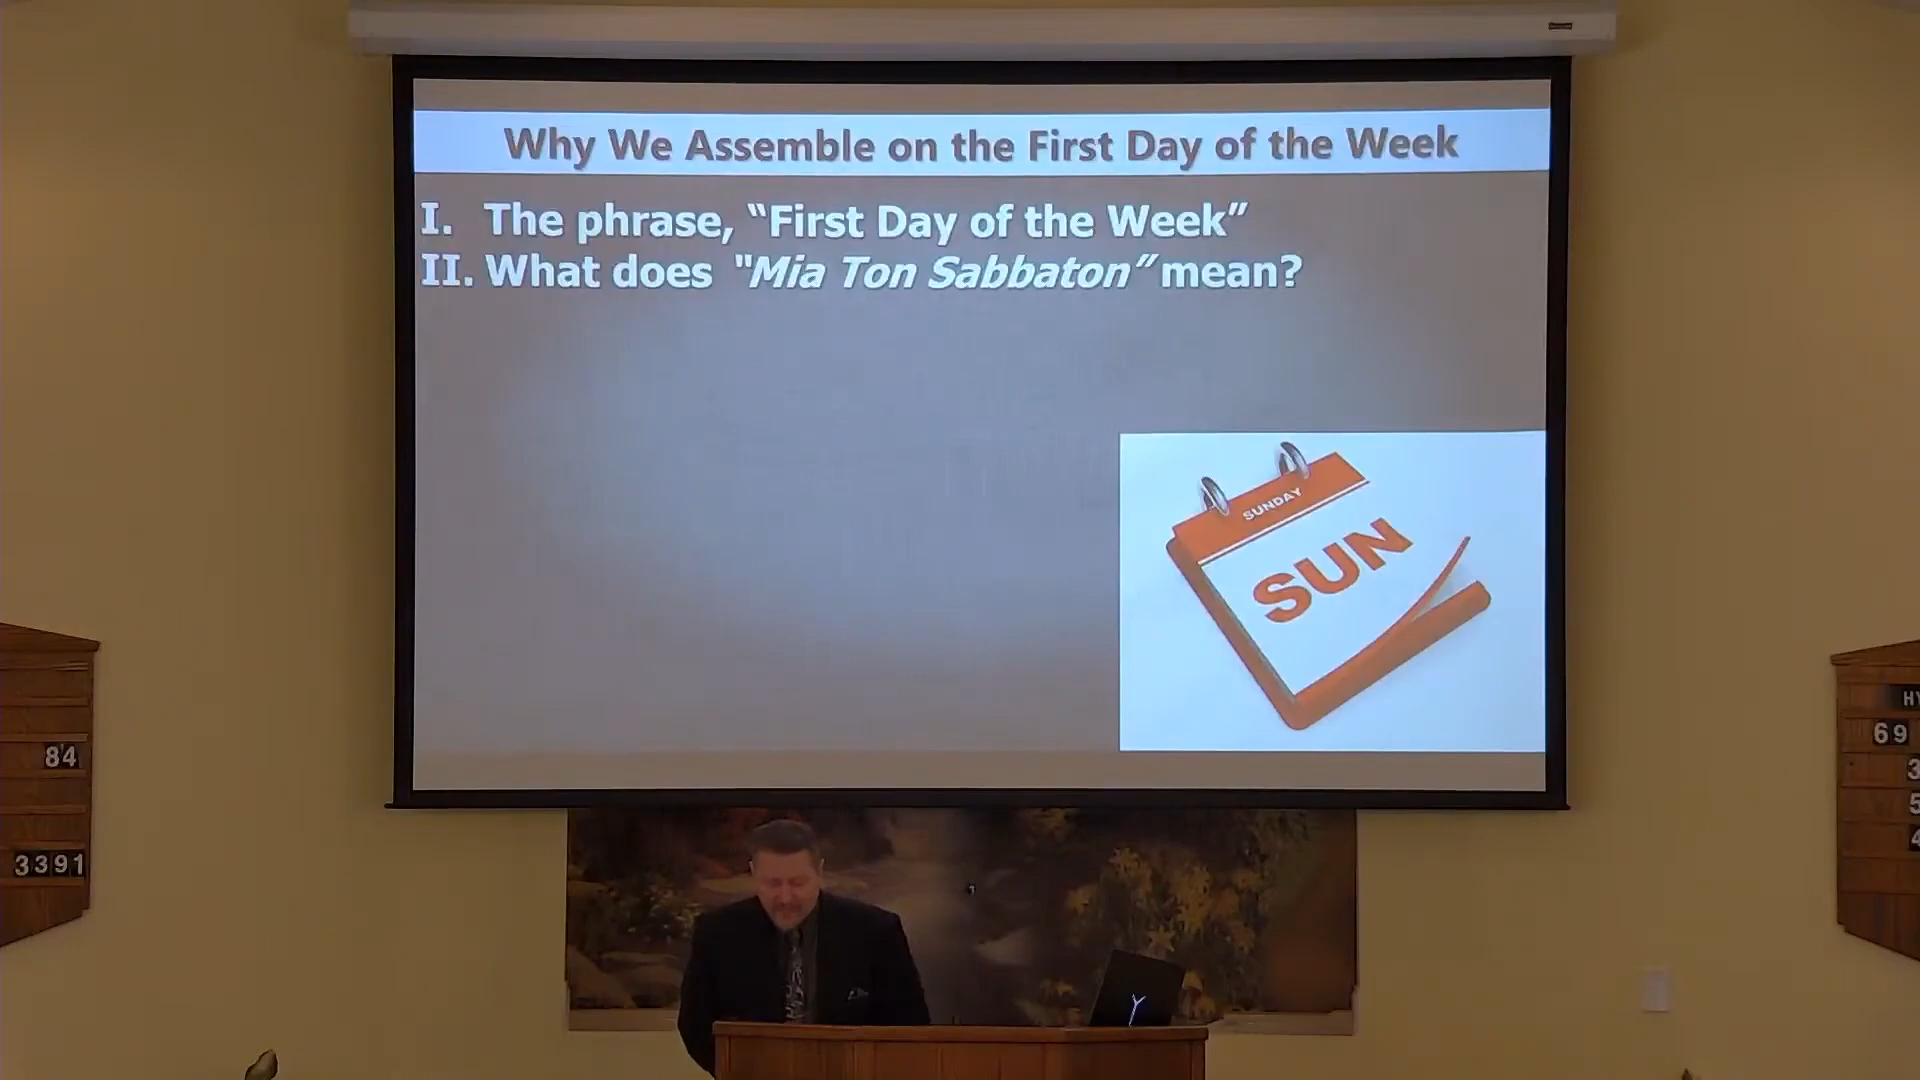 Why We Assemble on the First Day of the Week
I. The phrase, “First Day of the Week”
II. What does “Mia Ton Sabbaton” mean?
SUNDAY
SUN
84
3391
69